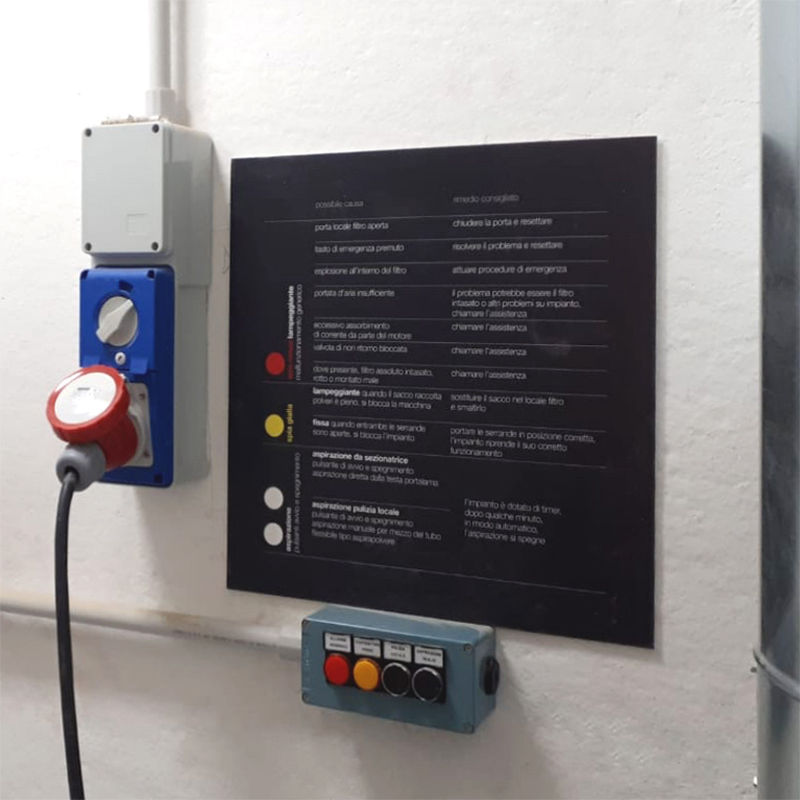 possibile causa
rimedio consigliato
porta locale filtro aperta
chiudere la porta e resettare
tasto di emergenza premuto
risolvere il problema e resettare
esplosione all'interno del filtro
attuare procedure di emergenza
portata d'aria insufficiente
il problema potrebbe essere il filtro
intasato o altri problemi su impianto,
chiamare l'assistenza
eccessivo assorbimento
di corrente da parte del motore
chiamare l'assistenza
valvola di non ritorno bloccata
chiamare l'assistenza
dove presente, filtro assoluto intasato,
rotto o montato male
chiamare l'assistenza
lampeggiante
malfunzionamento generico
lampeggiante quando il sacco raccolta
polveri è pieno, si blocca la macchina
sostituire il sacco nel locale filtro
e smaltirlo
spia gialla
fissa quando entrambe le serrande
sono aperte, si blocca l'impianto
portare le serrande in posizione corretta,
l'impianto riprende il suo corretto
funzionamento
aspirazione
pulsante avvio e spegnimento
aspirazione da sezionatrice
pulsante di avvio e spegnimento
aspirazione diretta dalla testa portalama
aspirazione pulizia locale
pulsante di avvio e spegnimento
aspirazione manuale per mezzo del tubo
flessibile tipo aspirapolvere
l'impianto è dotato di timer,
dopo qualche minuto,
in modo automatico,
l'aspirazione si spegne
ALLARME